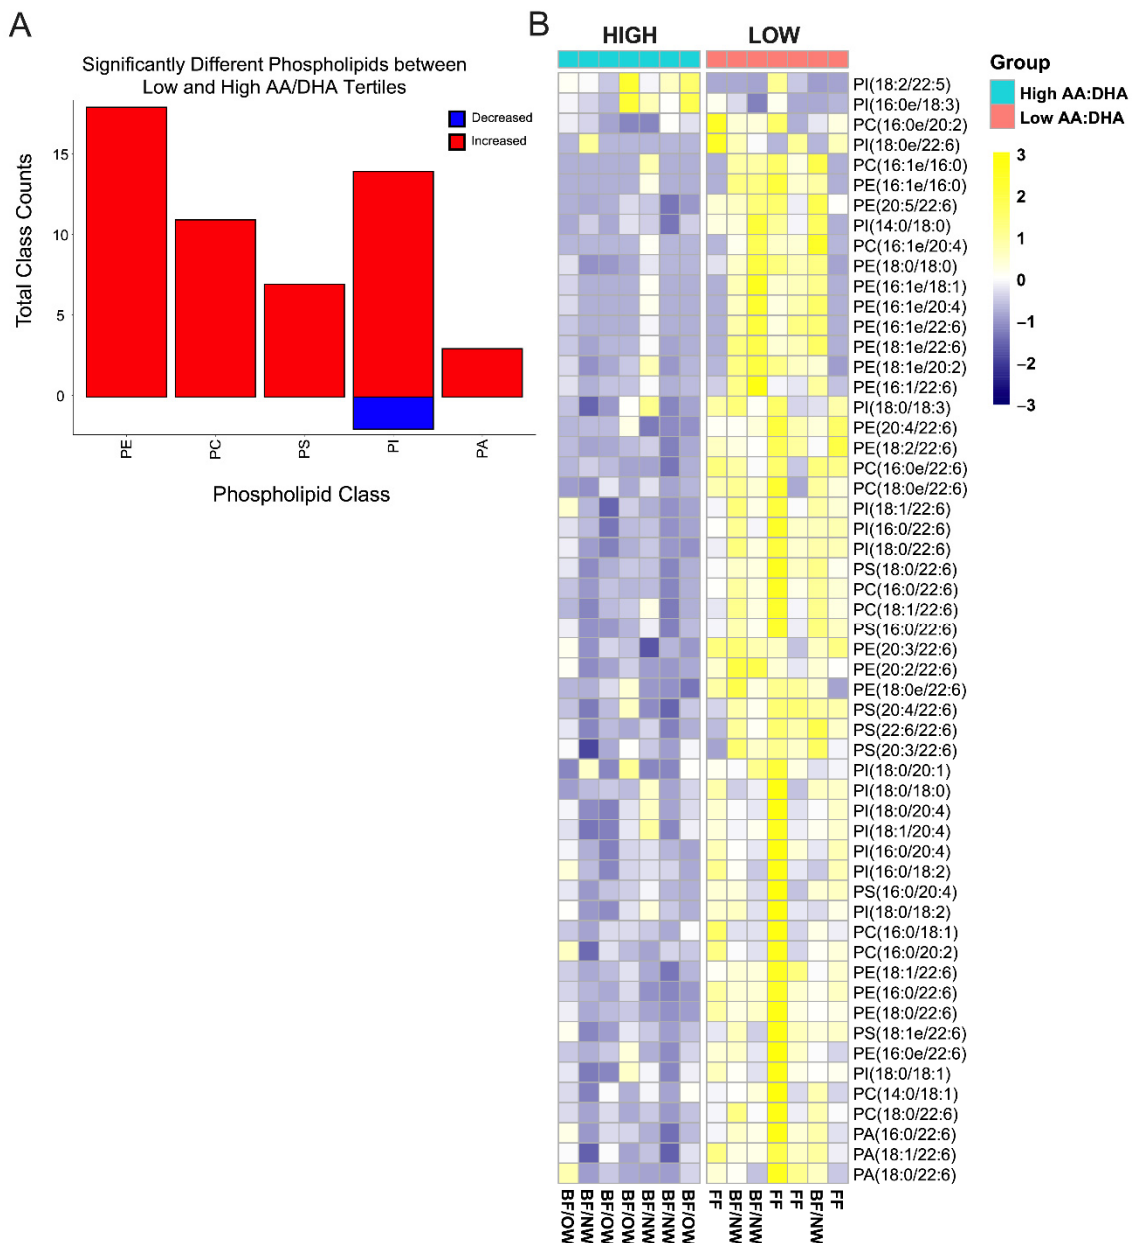 A
Significantly Different Phospholipids between
Low and High AA/DHA Tertiles
Decreased
Increased
Total Class Counts
15
10
5
0
PE
PC
PS
PI
PA
Phospholipid Class
B
HIGH
LOW
PI(18:2/22:5)
PI(16:0e/18:3)
PC(16:0e/20:2)
PI(18:0e/22:6)
PC(16:1e/16:0)
PE(16:1e/16:0)
PE(20:5/22:6)
PI(14:0/18:0)
PC(16:1e/20:4)
PE(18:0/18:0)
PE(16:1e/18:1)
PE(16:1e/20:4)
PE(16:1e/22:6)
PE(18:1e/22:6)
PE(18:1e/20:2)
PE(16:1/22:6)
PI(18:0/18:3)
PE(20:4/22:6)
PE(18:2/22:6)
PC(16:0e/22:6)
PC(18:0e/22:6)
PI(18:1/22:6)
PI(16:0/22:6)
PI(18:0/22:6)
PS(18:0/22:6)
PC(16:0/22:6)
PC(18:1/22:6)
PS(16:0/22:6)
PE(20:3/22:6)
PE(20:2/22:6)
PE(18:0e/22:6)
PS(20:4/22:6)
PS(22:6/22:6)
PS(20:3/22:6)
PI(18:0/20:1)
PI(18:0/18:0)
PI(18:0/20:4)
PI(18:1/20:4)
PI(16:0/20:4)
PI(16:0/18:2)
PS(16:0/20:4)
PI(18:0/18:2)
PC(16:0/18:1)
PC(16:0/20:2)
PE(18:1/22:6)
PE(16:0/22:6)
PE(18:0/22:6)
PS(18:1e/22:6)
PE(16:0e/22:6)
PI(18:0/18:1)
PC(14:0/18:1)
PC(18:0/22:6)
PA(16:0/22:6)
PA(18:1/22:6)
PA(18:0/22:6)
BF/OW
BF/NW
BF/OW
BF/OW
BF/NW
BF/NW
BF/OW
FF
BF/NW
BF/NW
FF
FF
BF/NW
FF
Group
High AA:DHA
Low AA:DHA
3
2
1
0
−1
−2
−3